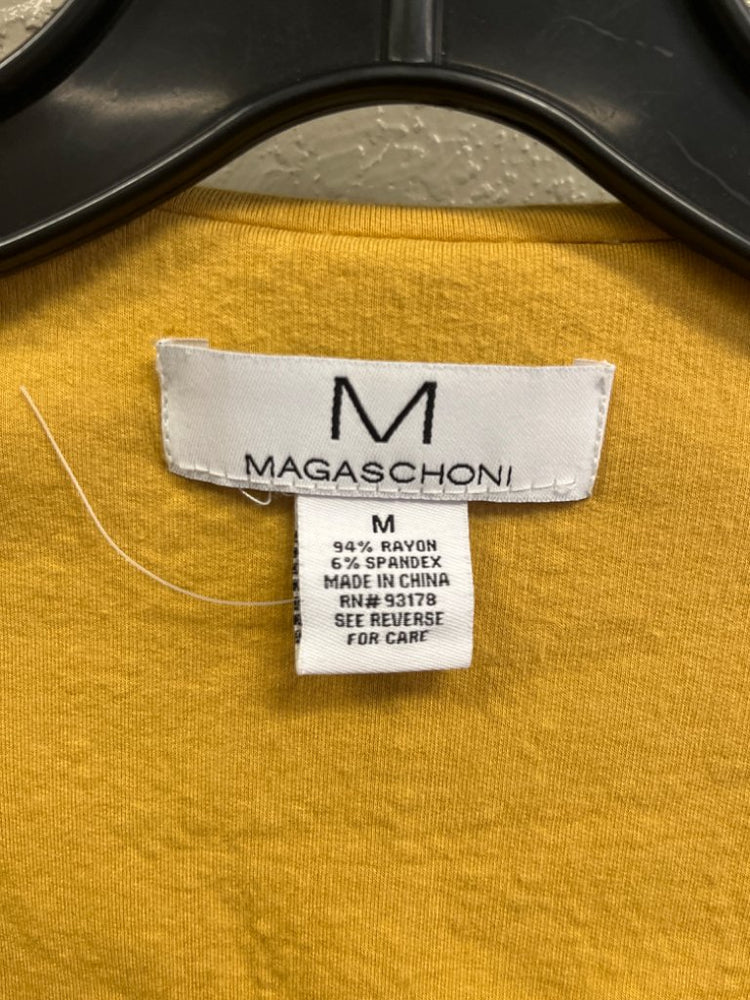 M
MAGASCHONI
M
94% RAYON
6% SPANDEX
MADE IN CHINA
RN# 93178
SEE REVERSE
FOR CARE